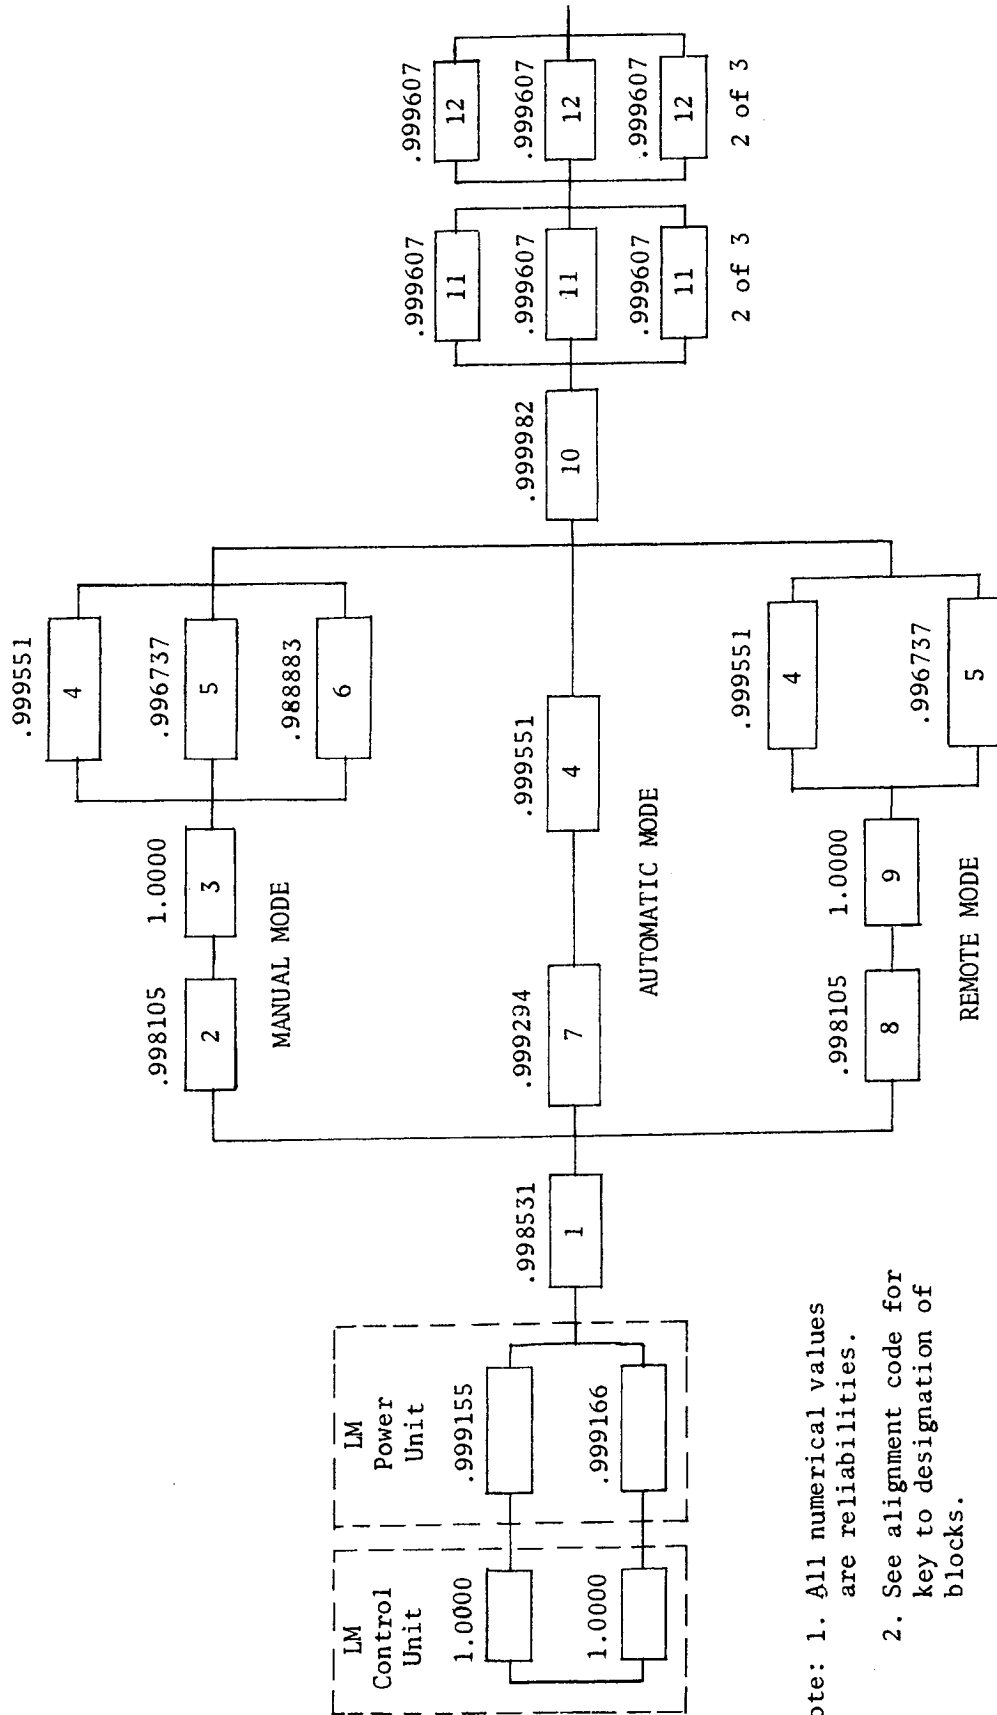 LM
Control
Unit
1.0000
1.0000
LM
Power
Unit
.999155
.999166
.998531
1
.998105
2
1.0000
3
MANUAL MODE
.999551
4
.996737
5
.988883
6
.999294
7
.999551
4
AUTOMATIC MODE
.998105
8
1.0000
9
REMOTE MODE
.999551
4
.996737
5
.999982
10
.999607
11
.999607
11
.999607
11
2 of 3
.999607
12
.999607
12
.999607
12
2 of 3
ote: 1. All numerical values
are reliabilities.
2. See alignment code for
key to designation of
blocks.